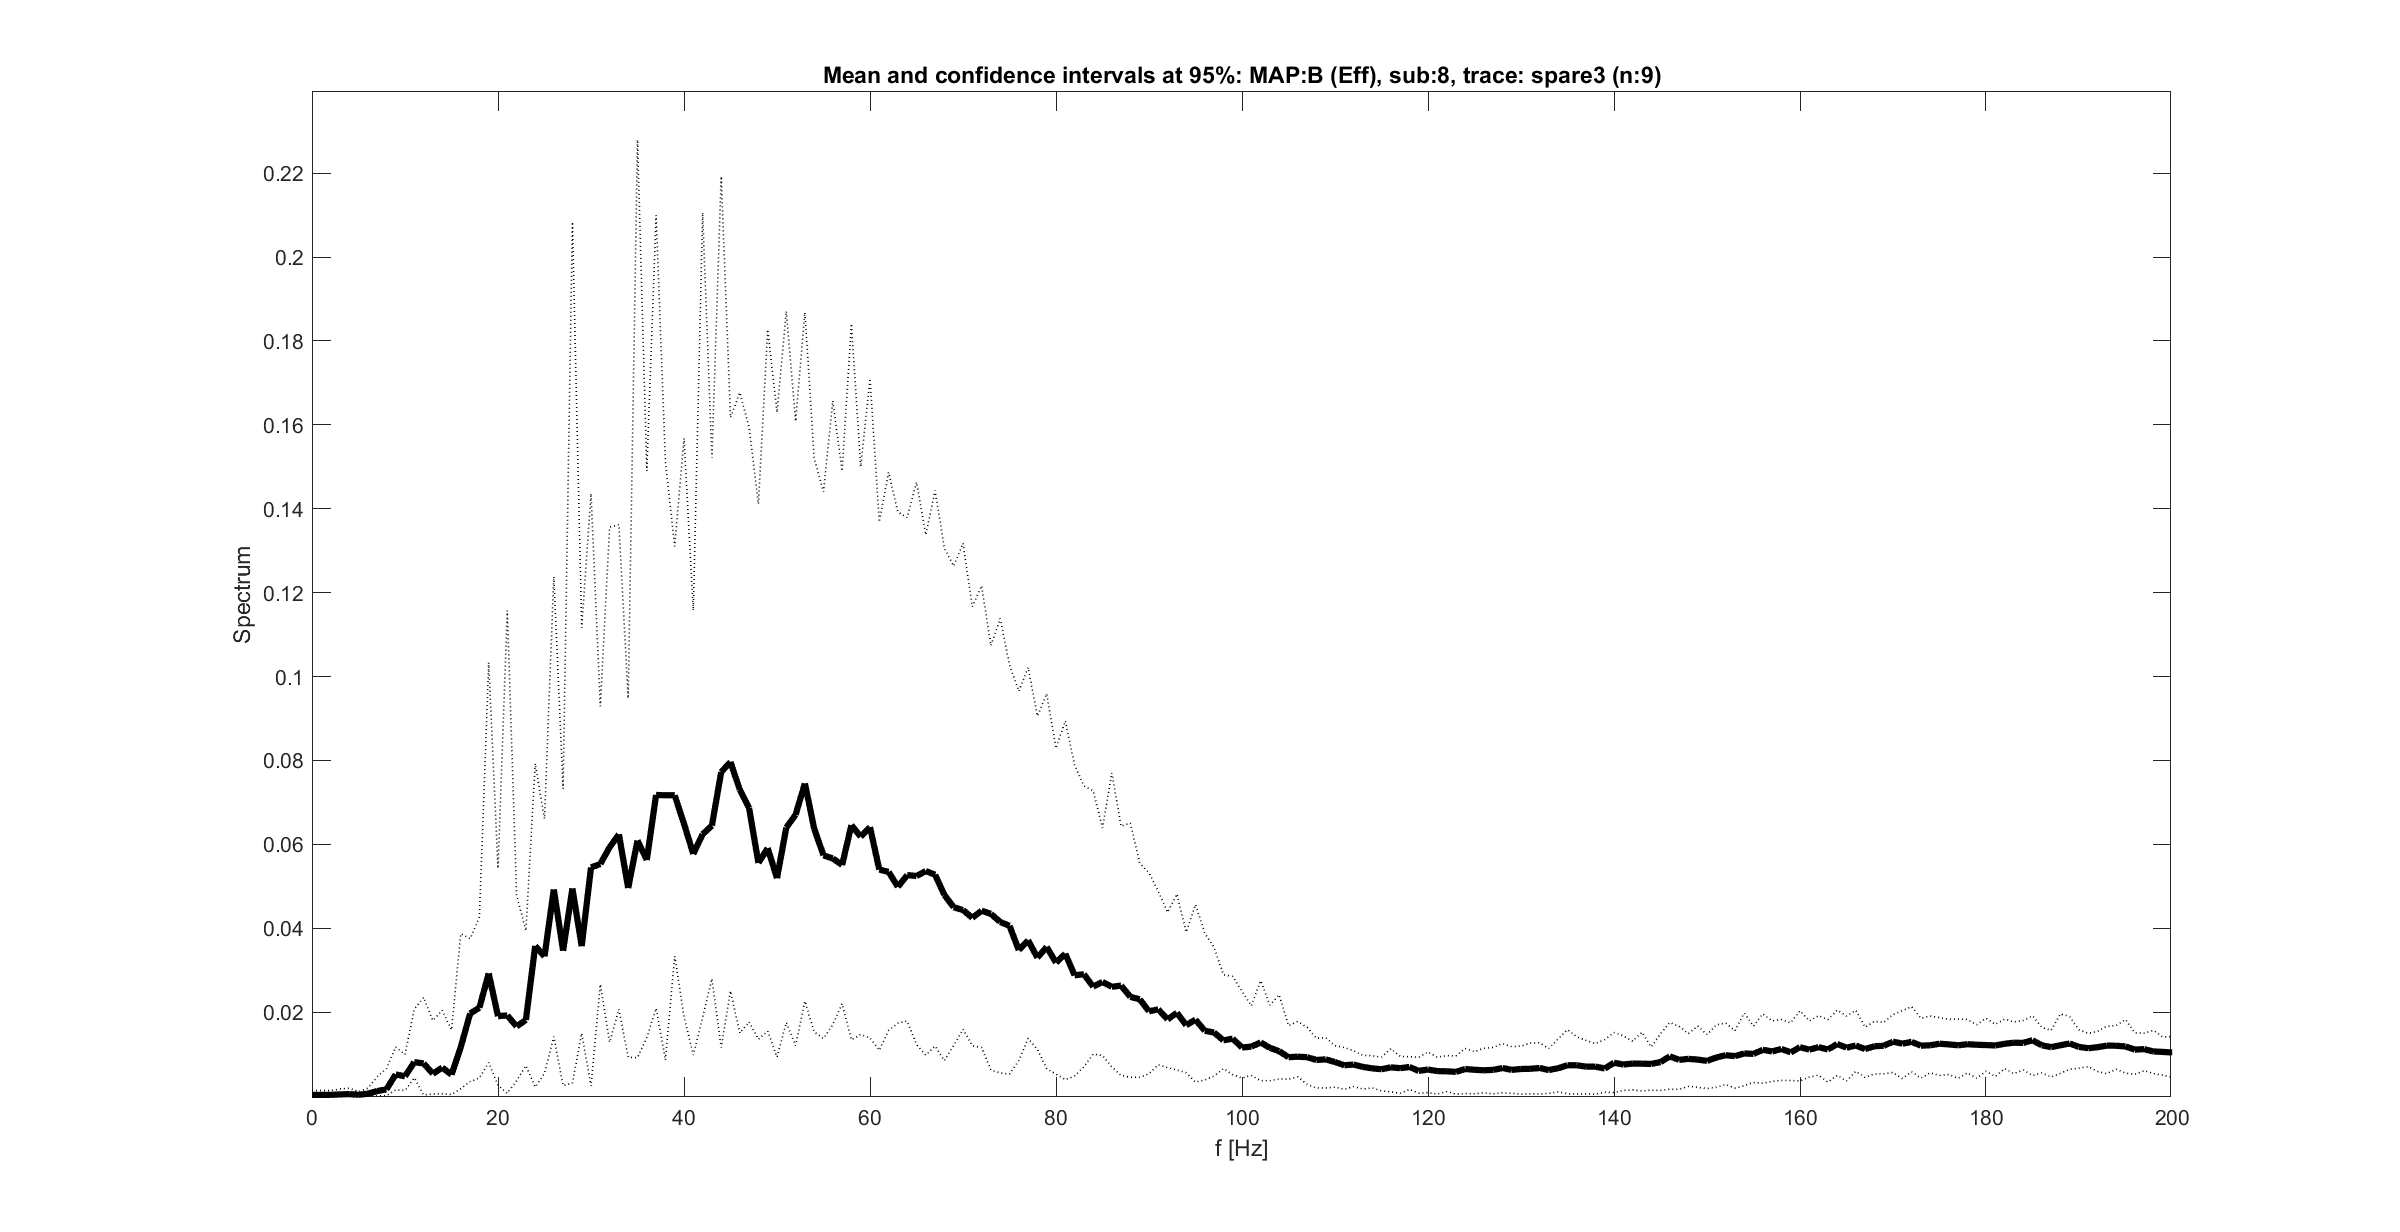 Mean and confidence intervals at 95%: MAP:B (Eff), sub:8, trace: spare3 (n:9)
0.22
0.2
0.18
0.16
0.14
0.12
0.1
0.08
0.06
0.04
0.02
Spectrum
0 20 40 60 80 100 120 140 160 180 200
f [Hz]